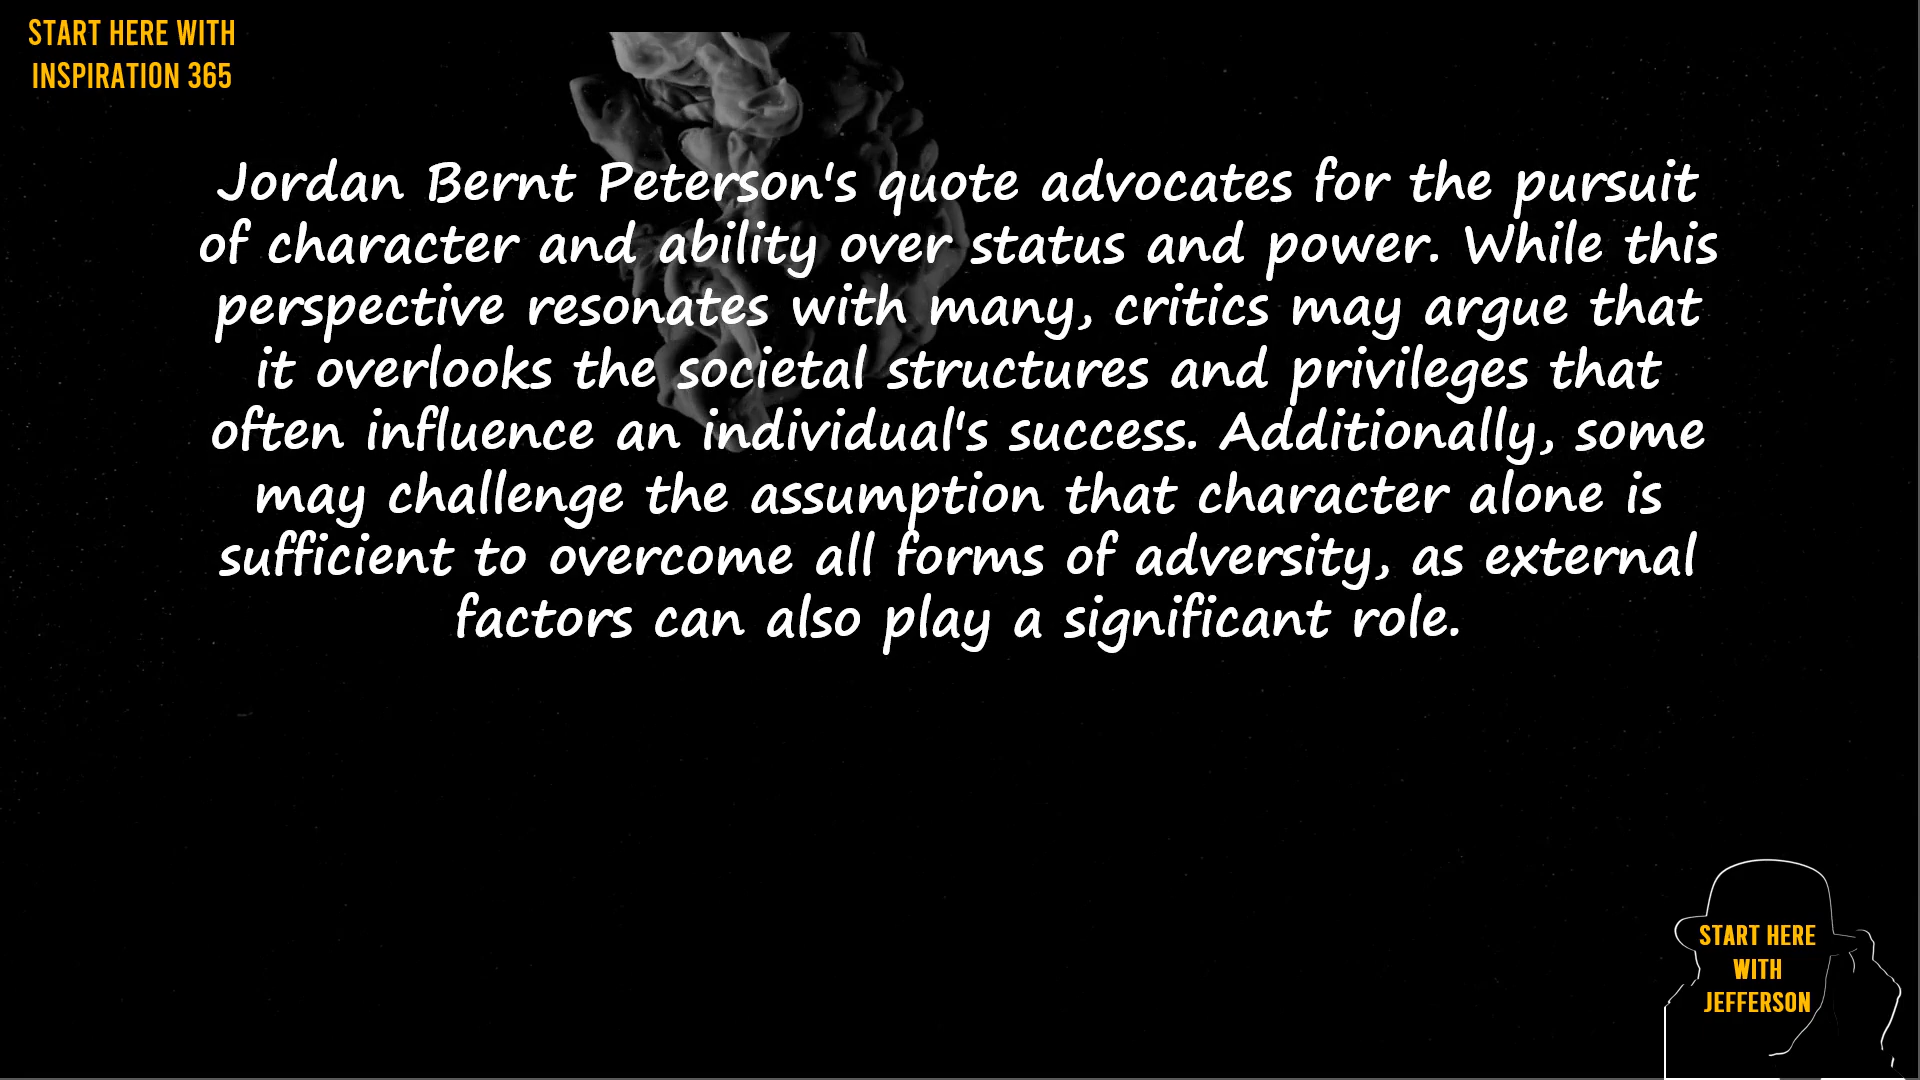 START HERE WITH
INSPIRATION 365
Jordan Bernt Peterson's quote advocates for the pursuit
of character and ability over status and power. While this
perspective resonates with many, critics may argue that
it overlooks the societal structures and privileges that
often influence an individual's success. Additionally, some
may challenge the assumption that character alone is
sufficient to overcome all forms of adversity, as external
factors can also play a significant role.
START HERE
WITH
JEFFERSON